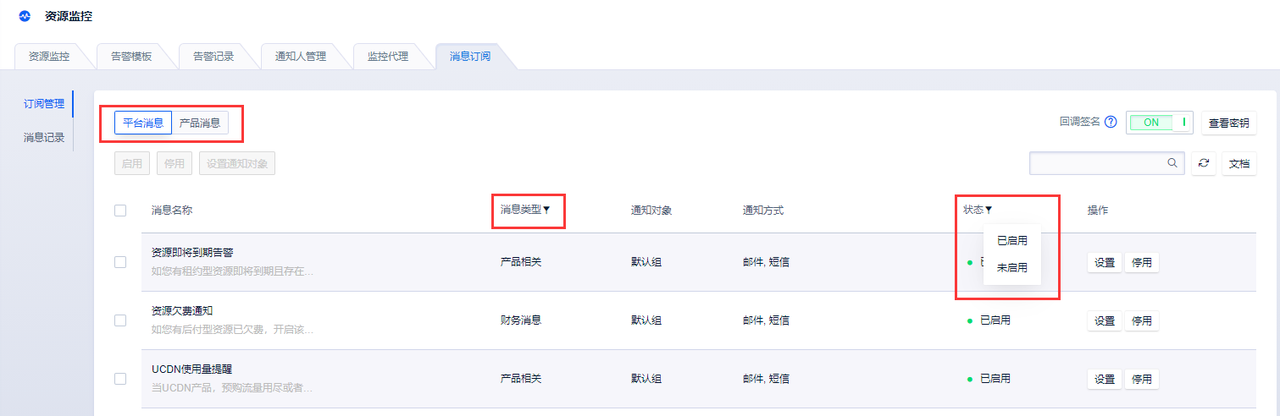 资源监控
资源监控 告警模板 告警记录 通知人管理 监控代理 消息订阅
订阅管理
消息记录
平台消息 产品消息
回调签名 ? ON 查看密钥
启用 停用 设置通知对象
文档
消息名称 消息类型 通知对象 通知方式 状态 操作
已启用
未启用
资源即将到期告警
如您有租约型资源即将到期且存在...
产品相关 默认组 邮件, 短信 设置 停用
资源欠费通知
如您有后付型资源已欠费，开启该...
财务消息 默认组 邮件, 短信 已启用 设置 停用
UCDN使用量提醒
当UCDN产品，预购流量用尽或者...
产品相关 默认组 邮件, 短信 已启用 设置 停用